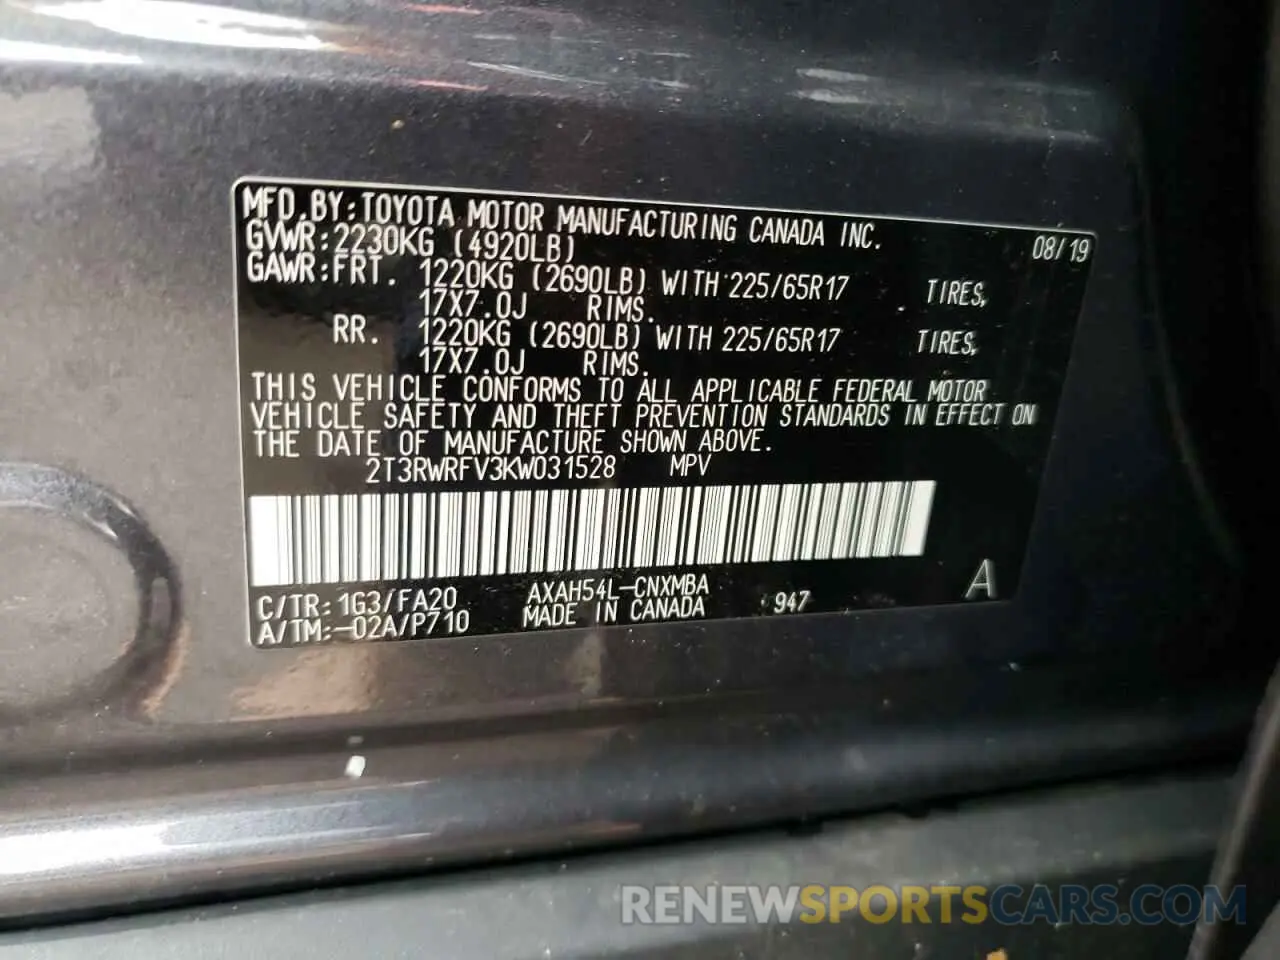 MFD.BY:TOYOTA MOTOR MANUFACTURING CANADA INC. 08/19
GVWR:2230KG (4920LB)
GAWR:FRT. 1220KG (2690LB) WITH 225/65R17 TIRES,
17X7.0J RIMS.
RR. 1220KG (2690LB) WITH 225/65R17 TIRES,
17X7.0J RIMS.
THIS VEHICLE CONFORMS TO ALL APPLICABLE FEDERAL MOTOR
VEHICLE SAFETY AND THEFT PREVENTION STANDARDS IN EFFECT ON
THE DATE OF MANUFACTURE SHOWN ABOVE.
2T3RWRFV3KW031528 MPV
C/TR:1G3/FA20 AXAH54L-CNXMBA
A/TM:-02A/P710 MADE IN CANADA 947 A
RENEWSPORTSCARS.COM